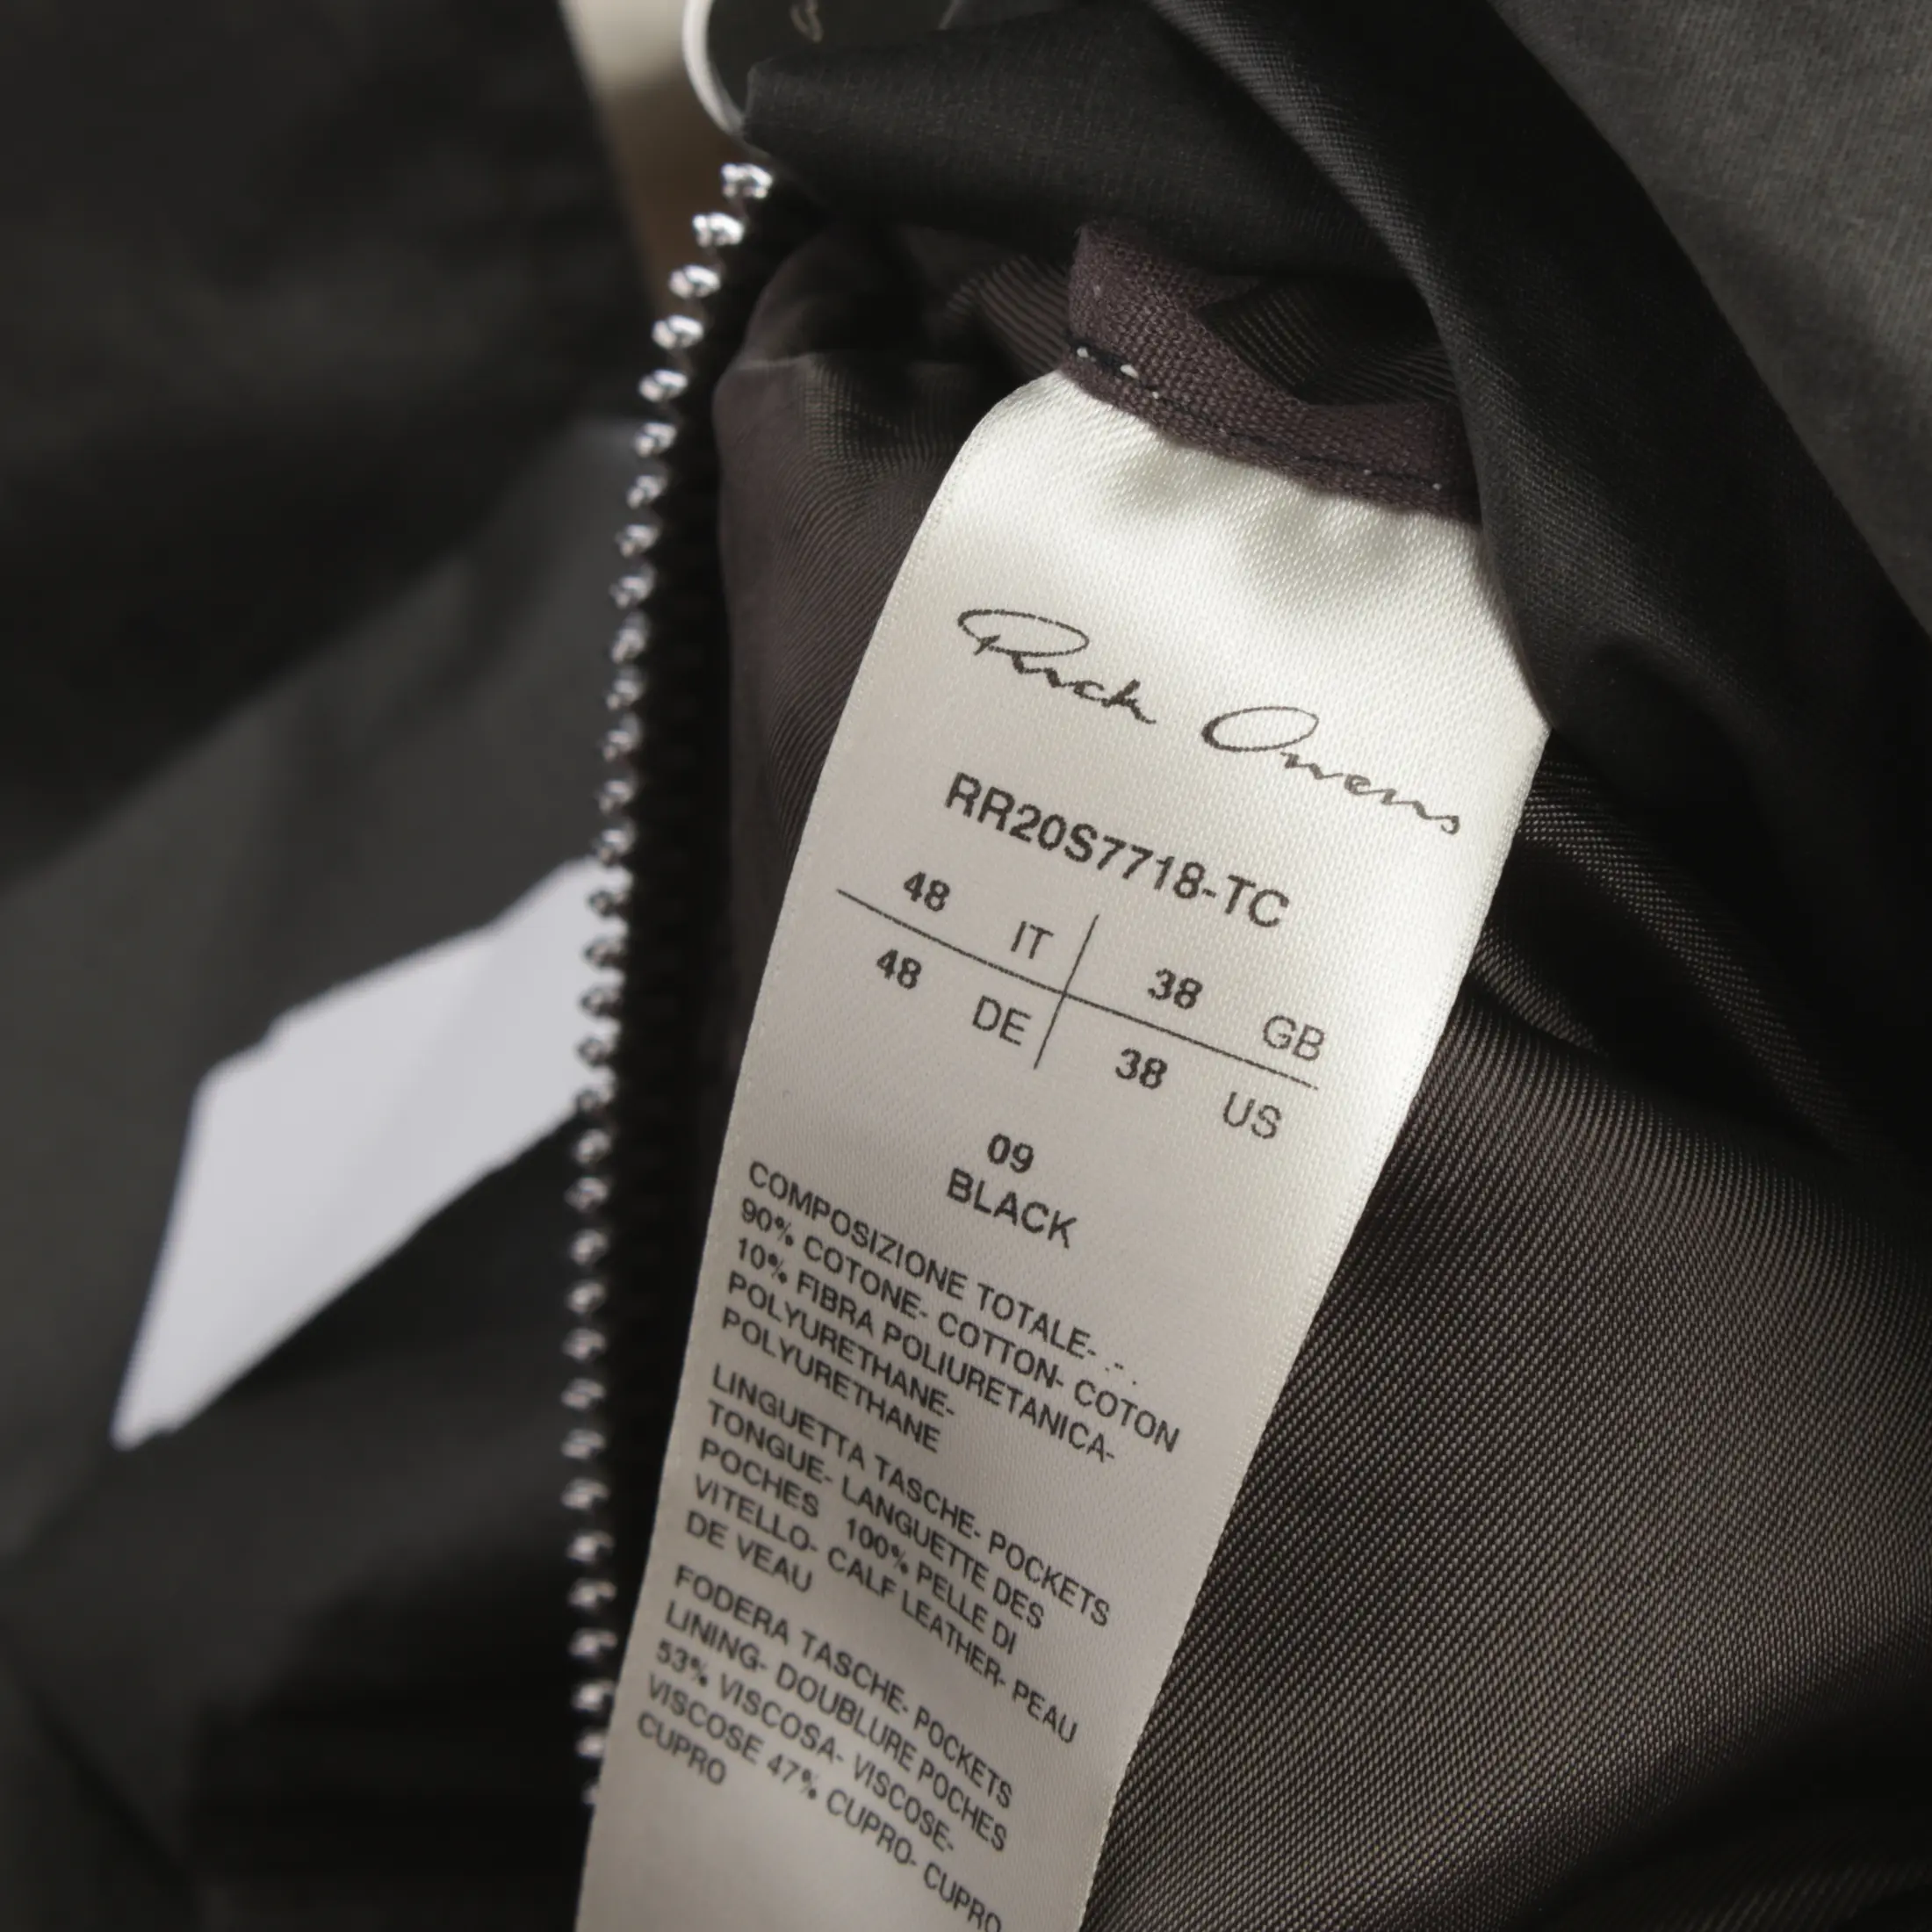 Rick Owens
RR20S7718-TC
48 IT 38 GB
48 DE 38 US
09
BLACK
COMPOSIZIONE TOTALE- .- .
90% COTONE- COTTON- COTON
10% FIBRA POLIURETANICA-
POLYURETHANE-
POLYURETHANE
LINGUETTA TASCHE- POCKETS
TONGUE- LANGUETTE DES
POCHES 100% PELLE DI
VITELLO- CALF LEATHER- PEAU
DE VEAU
FODERA TASCHE- POCKETS
LINING- DOUBLURE POCHES
53% VISCOSA- VISCOSE-
VISCOSE 47% CUPRO- CUPRO
CUPRO